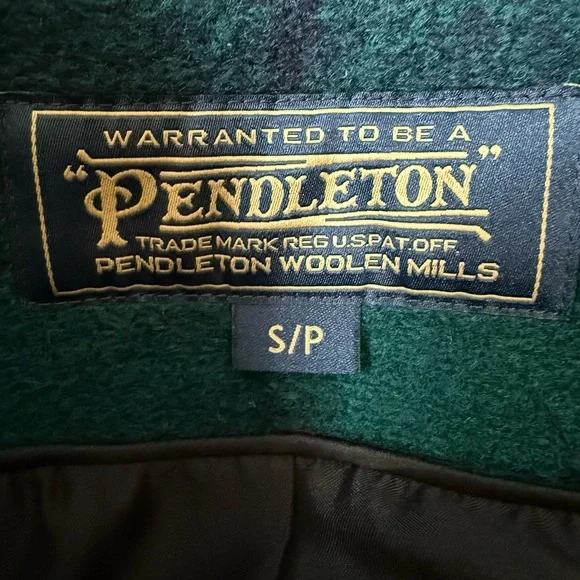 WARRANTED TO BE A
"PENDLETON"
TRADE MARK REG U.S.PAT.OFF.
PENDLETON WOOLEN MILLS
S/P